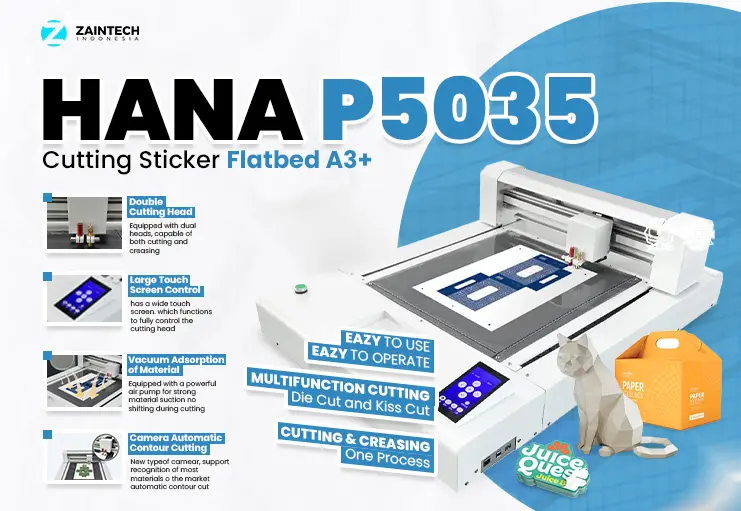 ZAINTECH
INDONESIA
HANA P5035
Cutting Sticker Flatbed A3+
Double
Cutting Head
Equipped with dual
heads, capable of
both cutting and
creasing
Large Touch
Screen Control
has a wide touch
screen. which functions
to fully control the
cutting head
Vacuum Adsorption
of Material
Equipped with a powerful
air pump for strong
material suction no
shifting during cutting
Camera Automatic
Contour Cutting
New typeof camear, support
recognition of most
materials o the market
automatic contour cut
EAZY TO USE
EAZY TO OPERATE
MULTIFUNCTION CUTTING
Die Cut and Kiss Cut
CUTTING & CREASING
One Process
PAPER
JUICE
Ques
Juice
PAPER